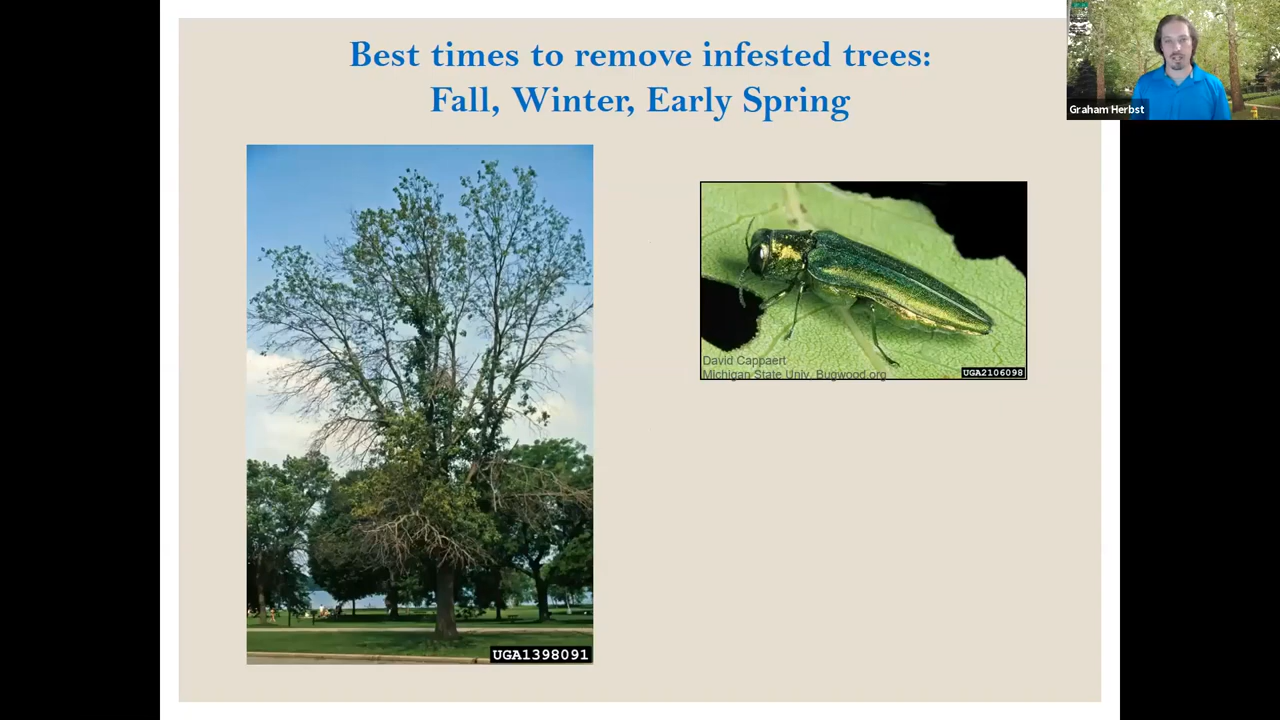 Best times to remove infested trees:
Fall, Winter, Early Spring
Graham Herbst
David Cappaert
Michigan State Univ, Bugwood.org
UGA2106098
UGA1398091